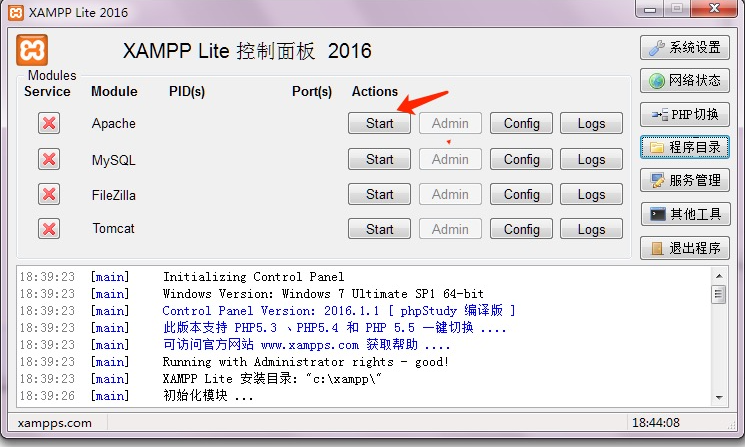 XAMPP Lite 2016
XAMPP Lite 控制面板 2016
Modules
Service Module PID(s) Port(s) Actions
Apache Start Admin Config Logs
MySQL Start Admin Config Logs
FileZilla Start Admin Config Logs
Tomcat Start Admin Config Logs
系统设置
网络状态
PHP切换
程序目录
服务管理
其他工具
退出程序
18:39:23 [main] Initializing Control Panel
18:39:23 [main] Windows Version: Windows 7 Ultimate SP1 64-bit
18:39:23 [main] Control Panel Version: 2016.1.1 [ phpStudy 编译版 ]
18:39:23 [main] 此版本支持 PHP5.3 、PHP5.4 和 PHP 5.5 一键切换 ....
18:39:23 [main] 可访问官方网站 www.xampps.com 获取帮助 ....
18:39:23 [main] Running with Administrator rights - good!
18:39:23 [main] XAMPP Lite 安装目录: "c:\xampp\"
18:39:26 [main] 初始化模块 ...
xampps.com 18:44:08